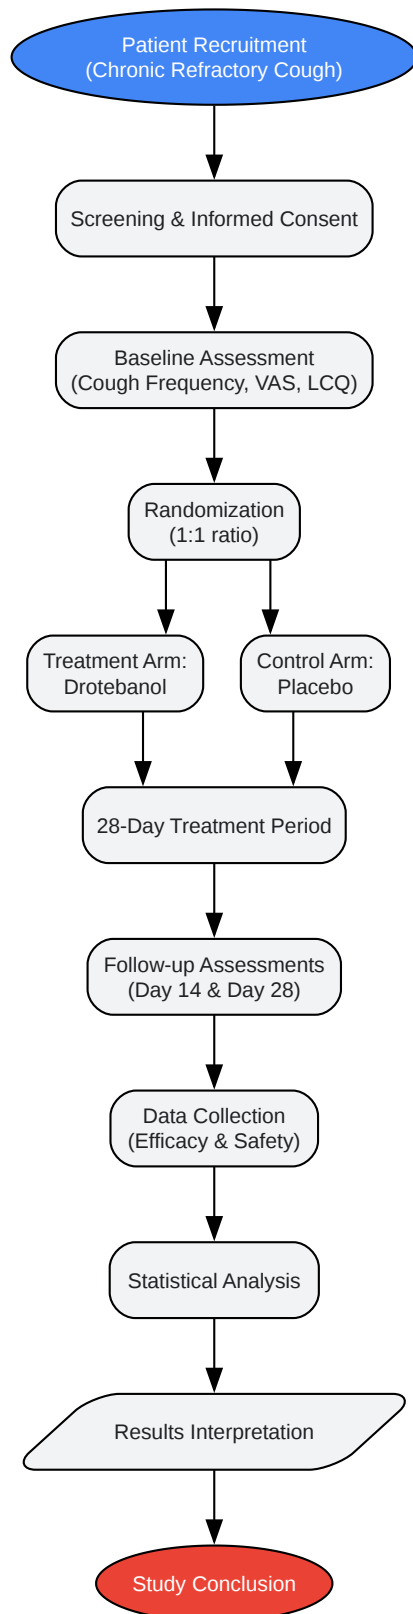 Patient Recruitment
(Chronic Refractory Cough)
Screening & Informed Consent
Baseline Assessment
(Cough Frequency, VAS, LCQ)
Randomization
(1:1 ratio)
Treatment Arm:
Drotebanol
Control Arm:
Placebo
28-Day Treatment Period
Follow-up Assessments
(Day 14 & Day 28)
Data Collection
(Efficacy & Safety)
Statistical Analysis
Results Interpretation
Study Conclusion